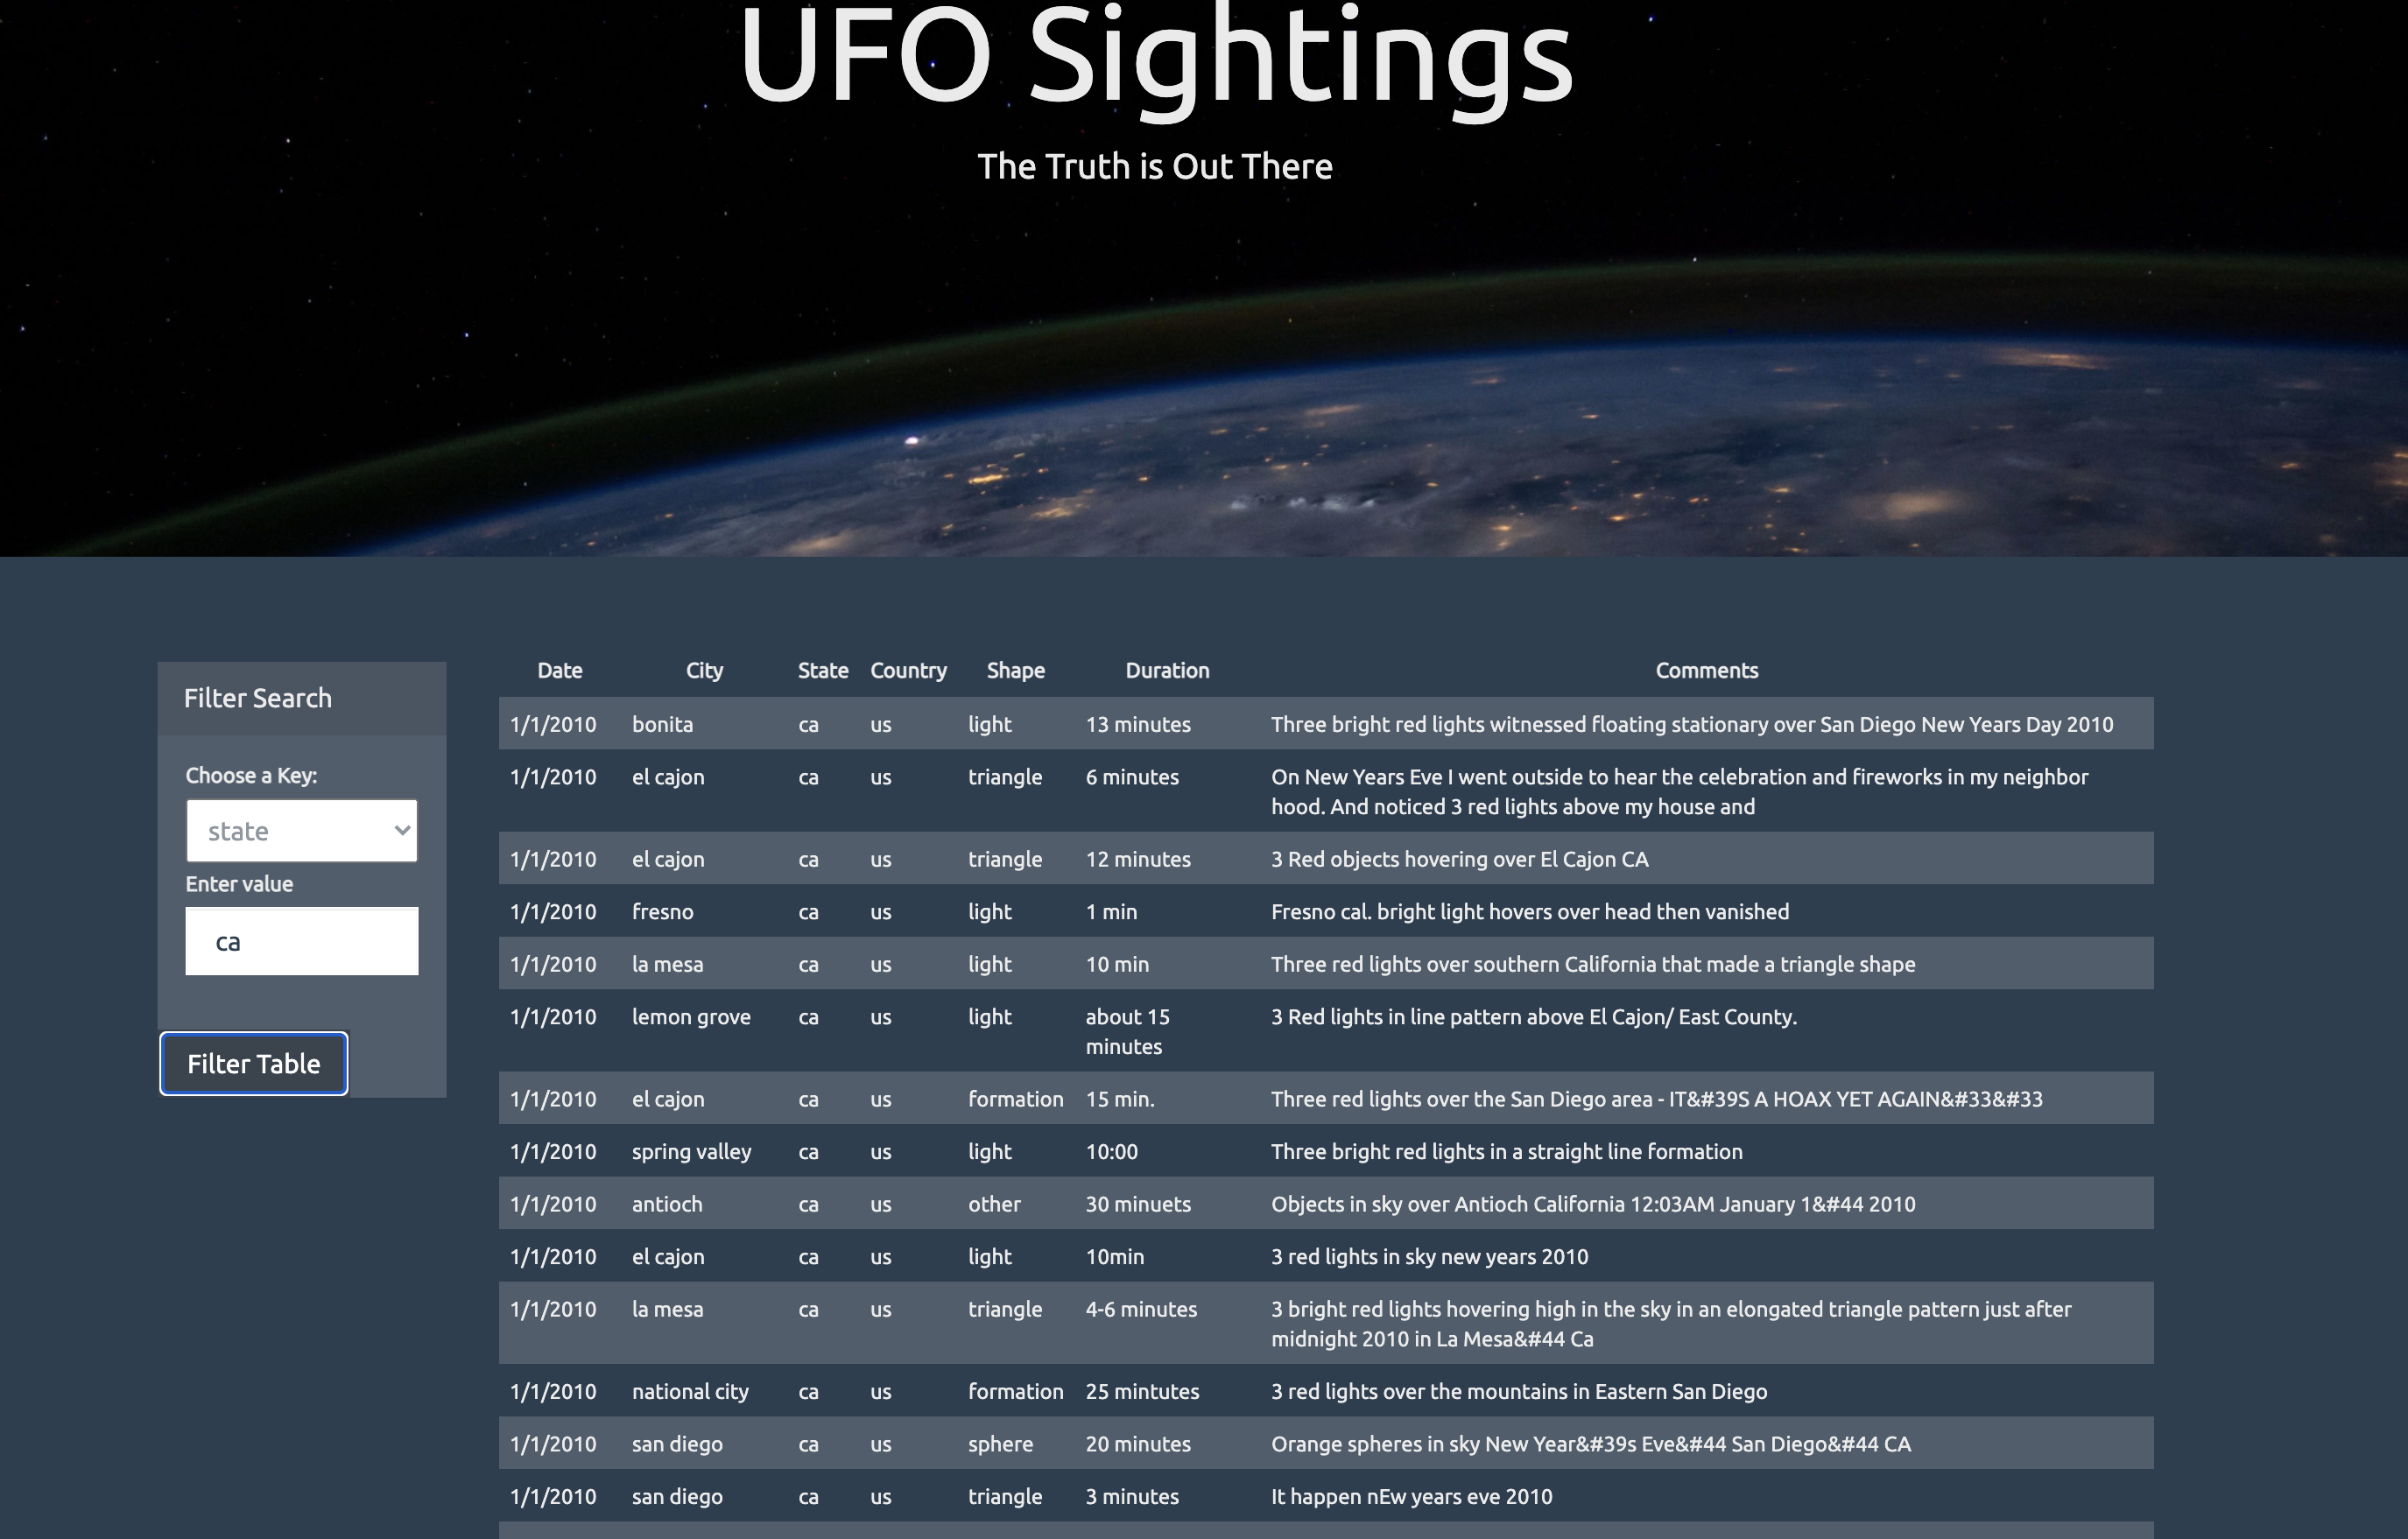 UFO Sightings
The Truth is Out There
Filter Search
Choose a Key:
state
Enter value
ca
Filter Table
Date City State Country Shape Duration Comments
1/1/2010 bonita ca us light 13 minutes Three bright red lights witnessed floating stationary over San Diego New Years Day 2010
1/1/2010 el cajon ca us triangle 6 minutes On New Years Eve I went outside to hear the celebration and fireworks in my neighbor
hood. And noticed 3 red lights above my house and
1/1/2010 el cajon ca us triangle 12 minutes 3 Red objects hovering over El Cajon CA
1/1/2010 fresno ca us light 1 min Fresno cal. bright light hovers over head then vanished
1/1/2010 la mesa ca us light 10 min Three red lights over southern California that made a triangle shape
1/1/2010 lemon grove ca us light about 15 3 Red lights in line pattern above El Cajon/ East County.
minutes
1/1/2010 el cajon ca us formation 15 min. Three red lights over the San Diego area - IT&#39S A HOAX YET AGAIN&#33&#33
1/1/2010 spring valley ca us light 10:00 Three bright red lights in a straight line formation
1/1/2010 antioch ca us other 30 minuets Objects in sky over Antioch California 12:03AM January 1&#44 2010
1/1/2010 el cajon ca us light 10min 3 red lights in sky new years 2010
1/1/2010 la mesa ca us triangle 4-6 minutes 3 bright red lights hovering high in the sky in an elongated triangle pattern just after
midnight 2010 in La Mesa&#44 Ca
1/1/2010 national city ca us formation 25 mintutes 3 red lights over the mountains in Eastern San Diego
1/1/2010 san diego ca us sphere 20 minutes Orange spheres in sky New Year&#39s Eve&#44 San Diego&#44 CA
1/1/2010 san diego ca us triangle 3 minutes It happen nEw years eve 2010